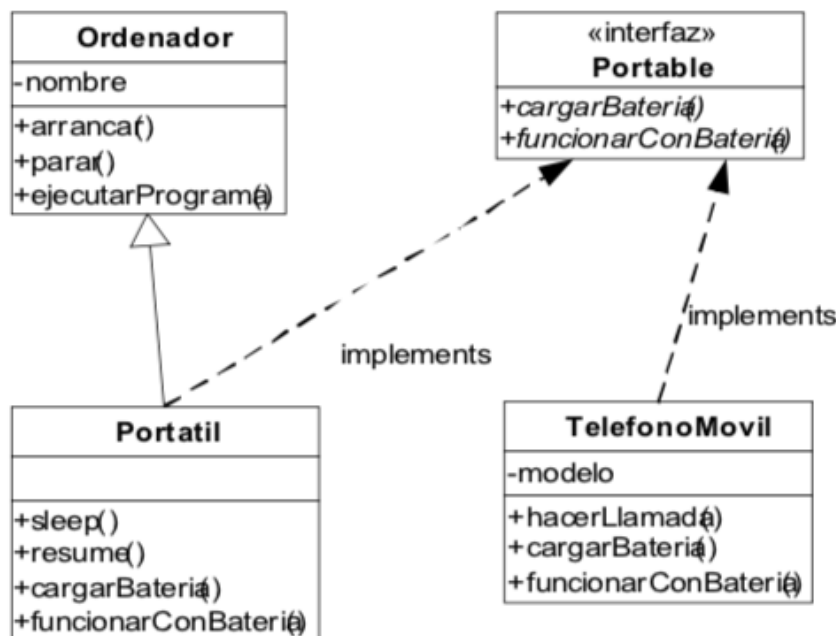 Ordenador
-nombre
+arrancar()
+parar()
+ejecutarPrograma()
«interfaz»
Portable
+cargarBateria()
+funcionarConBateria()
implements
implements
Portatil
+sleep()
+resume()
+cargarBateria()
+funcionarConBateria()
TelefonoMovil
-modelo
+hacerLlamada()
+cargarBateria()
+funcionarConBateria()